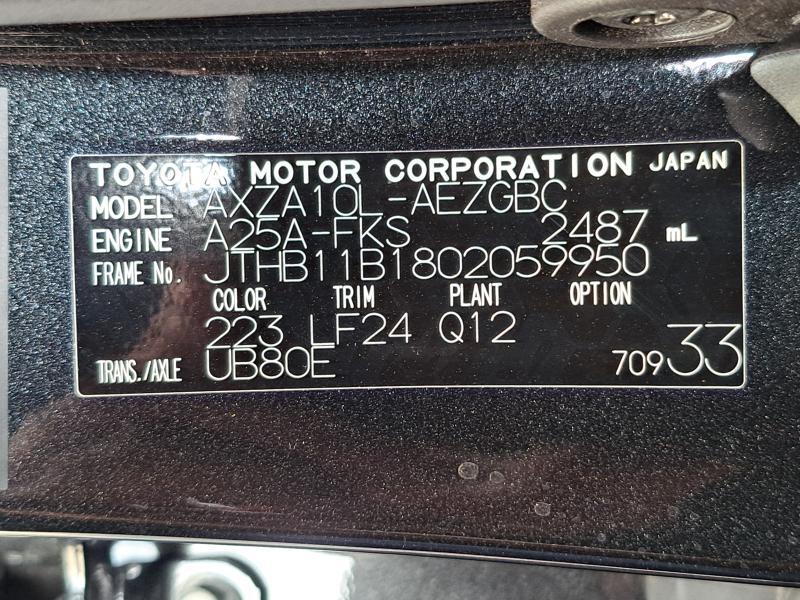 TOYOTA MOTOR CORPORATION JAPAN
MODEL AXZA10L-AEZGBC
ENGINE A25A-FKS 2487 mL
FRAME No. JTHB11B1802059950
COLOR TRIM PLANT OPTION
223 LF24 Q12
TRANS./AXLE UB80E 709 33